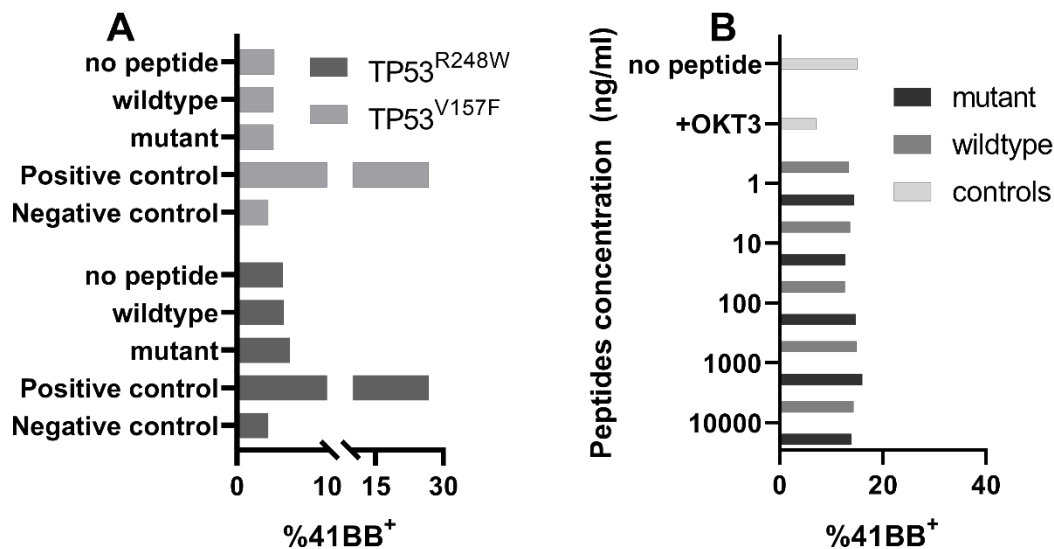 A
no peptide
wildtype
mutant
Positive control
Negative control
no peptide
wildtype
mutant
Positive control
Negative control
TP53R248W
TP53V157F
0 10 15 30
%41BB+
B
Peptides concentration (ng/ml)
no peptide
+OKT3
1
10
100
1000
10000
mutant
wildtype
controls
0 20 40
%41BB+